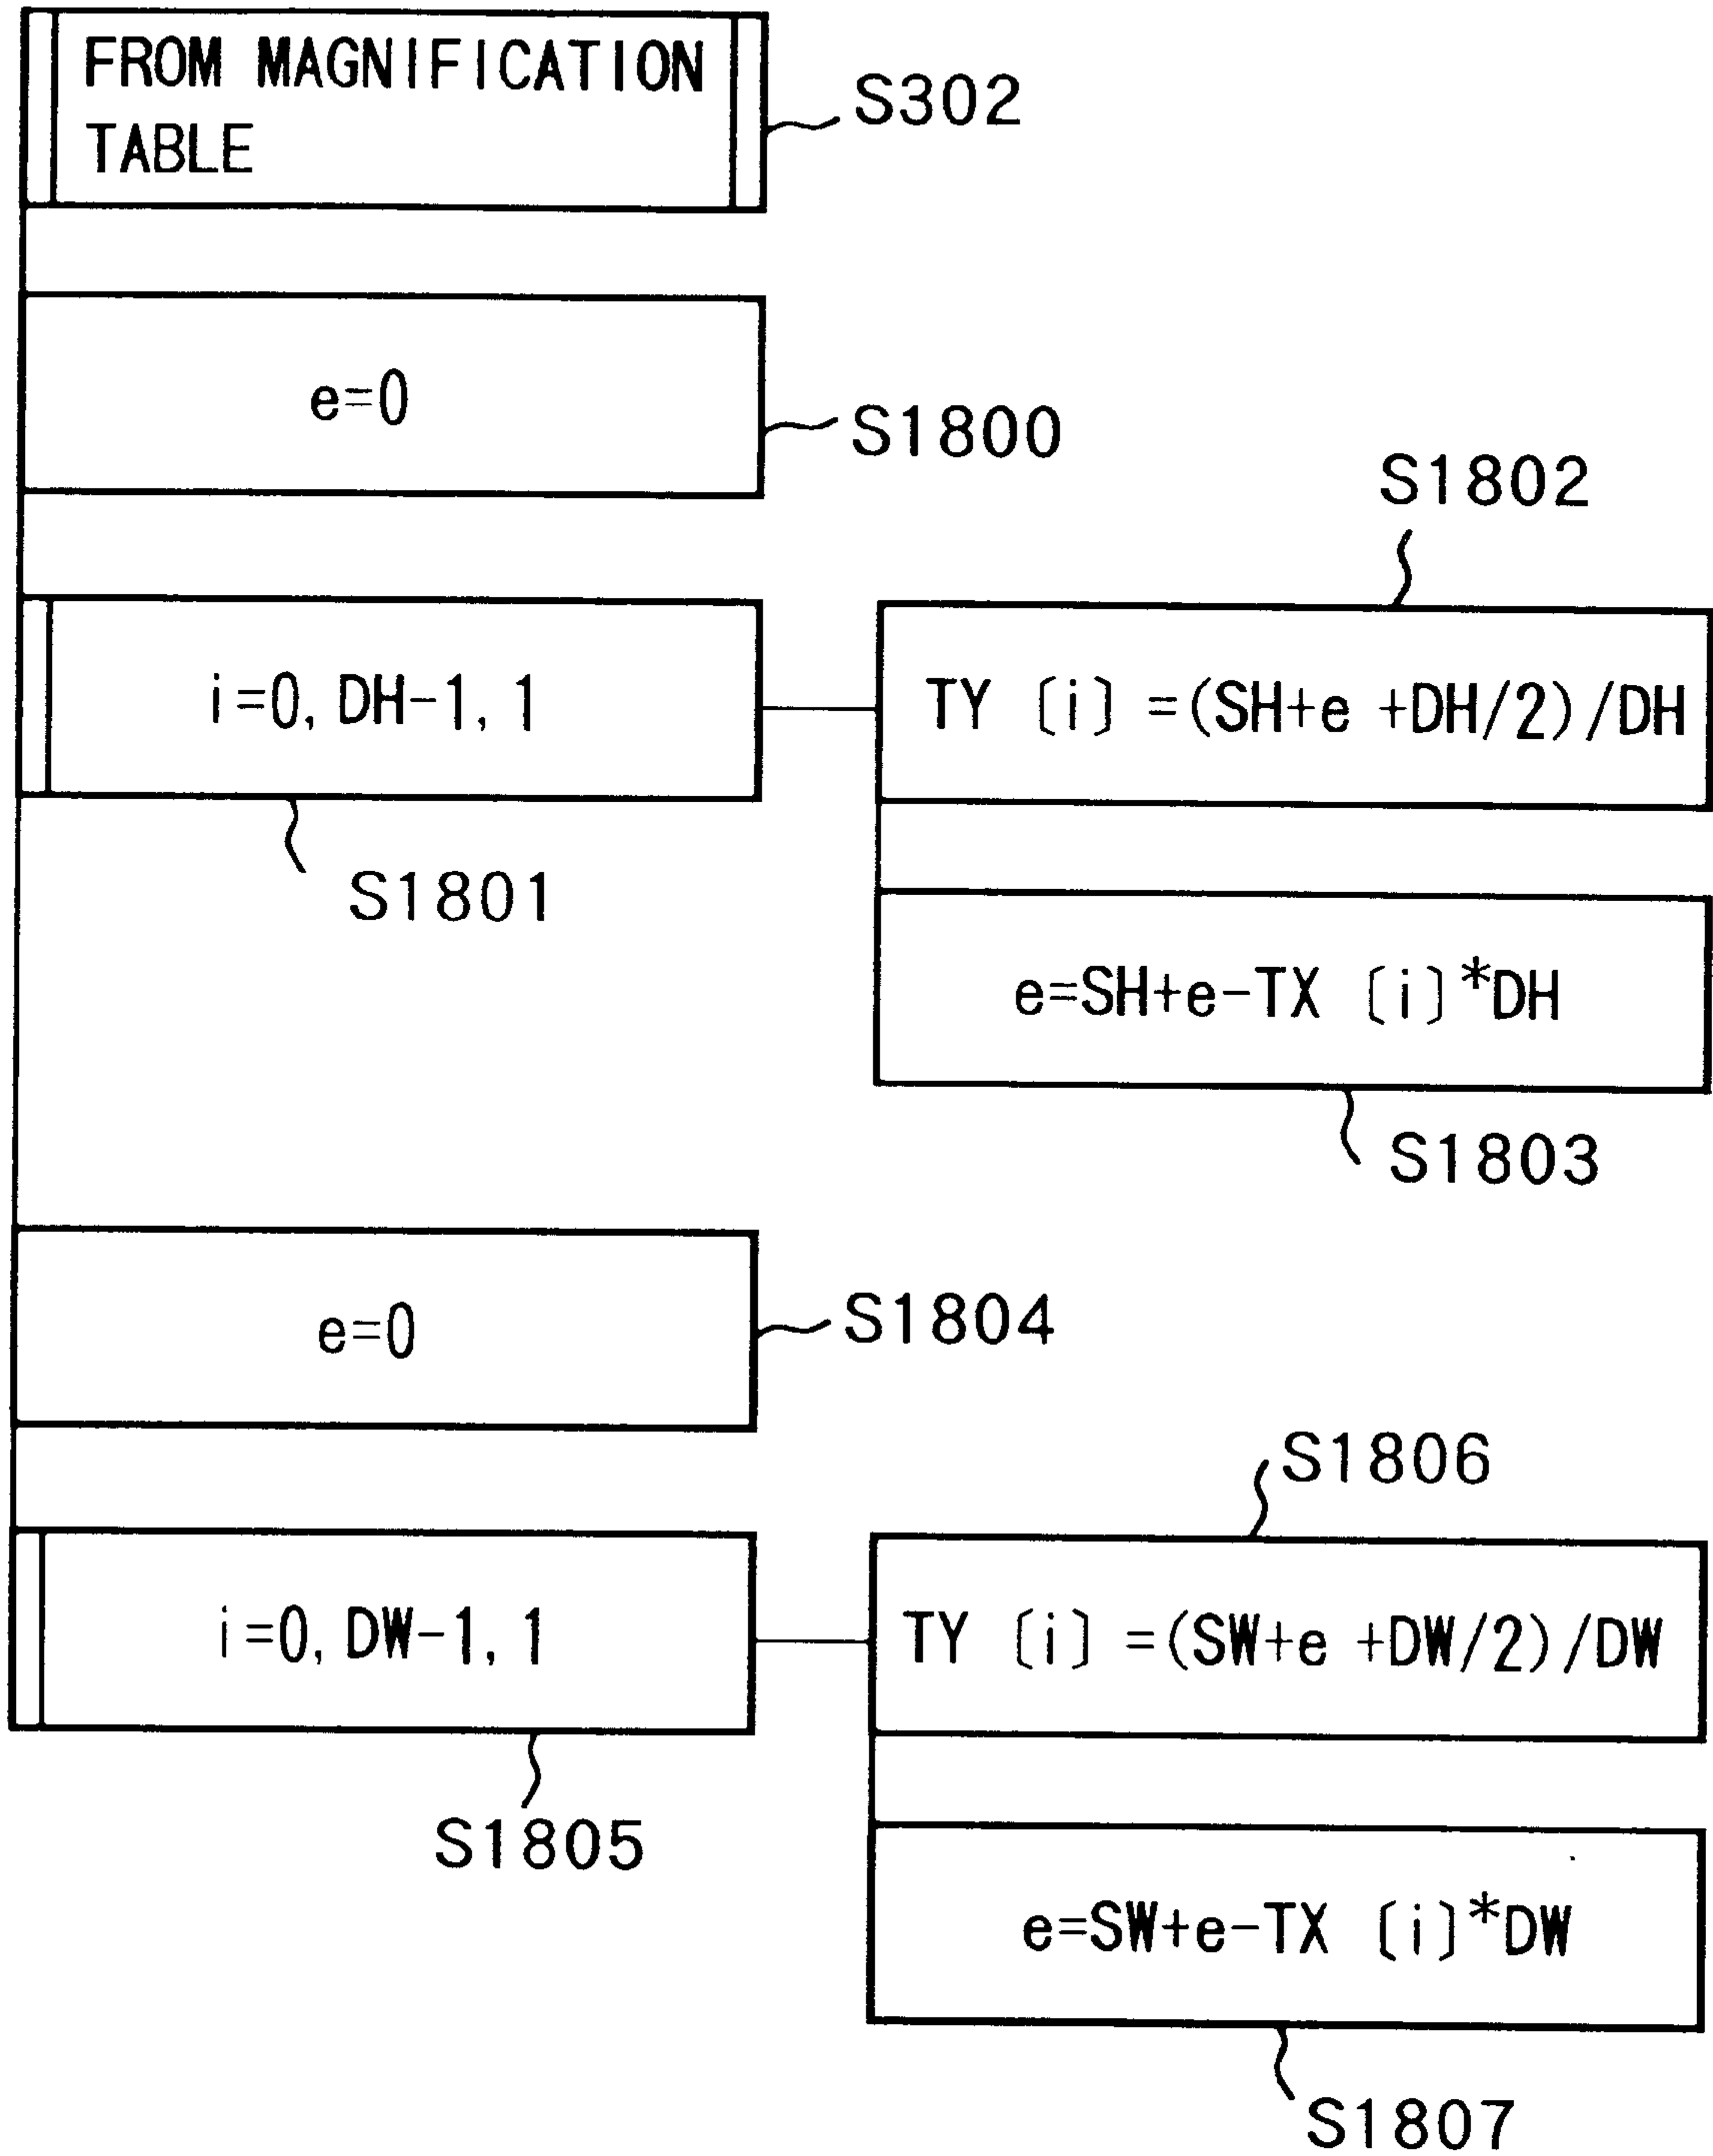 FROM MAGNIFICATION
TABLE
S302
e=0
S1800
S1802
i=0, DH-1, 1
TY [i] =(SH+e +DH/2)/DH
S1801
e=SH+e-TX [i]*DH
S1803
e=0
S1804
S1806
i=0, DW-1, 1
TY [i] =(SW+e +DW/2)/DW
S1805
e=SW+e-TX [i]*DW
S1807